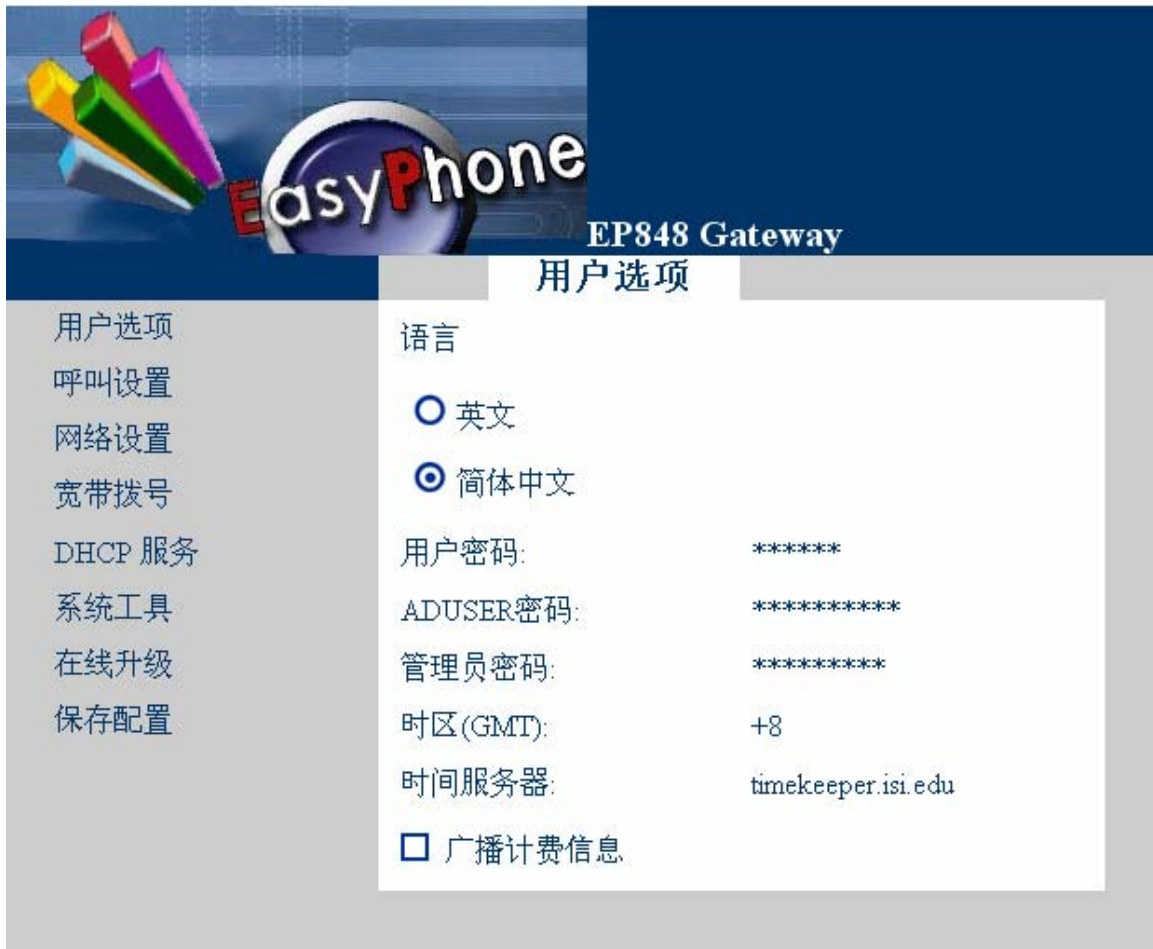 EasyPhone
EP848 Gateway
用户选项
用户选项
呼叫设置
网络设置
宽带拨号
DHCP 服务
系统工具
在线升级
保存配置
语言
英文
简体中文
用户密码: ******
ADUSER密码: **********
管理员密码: *********
时区(GMT): +8
时间服务器: timekeeper.isi.edu
广播计费信息